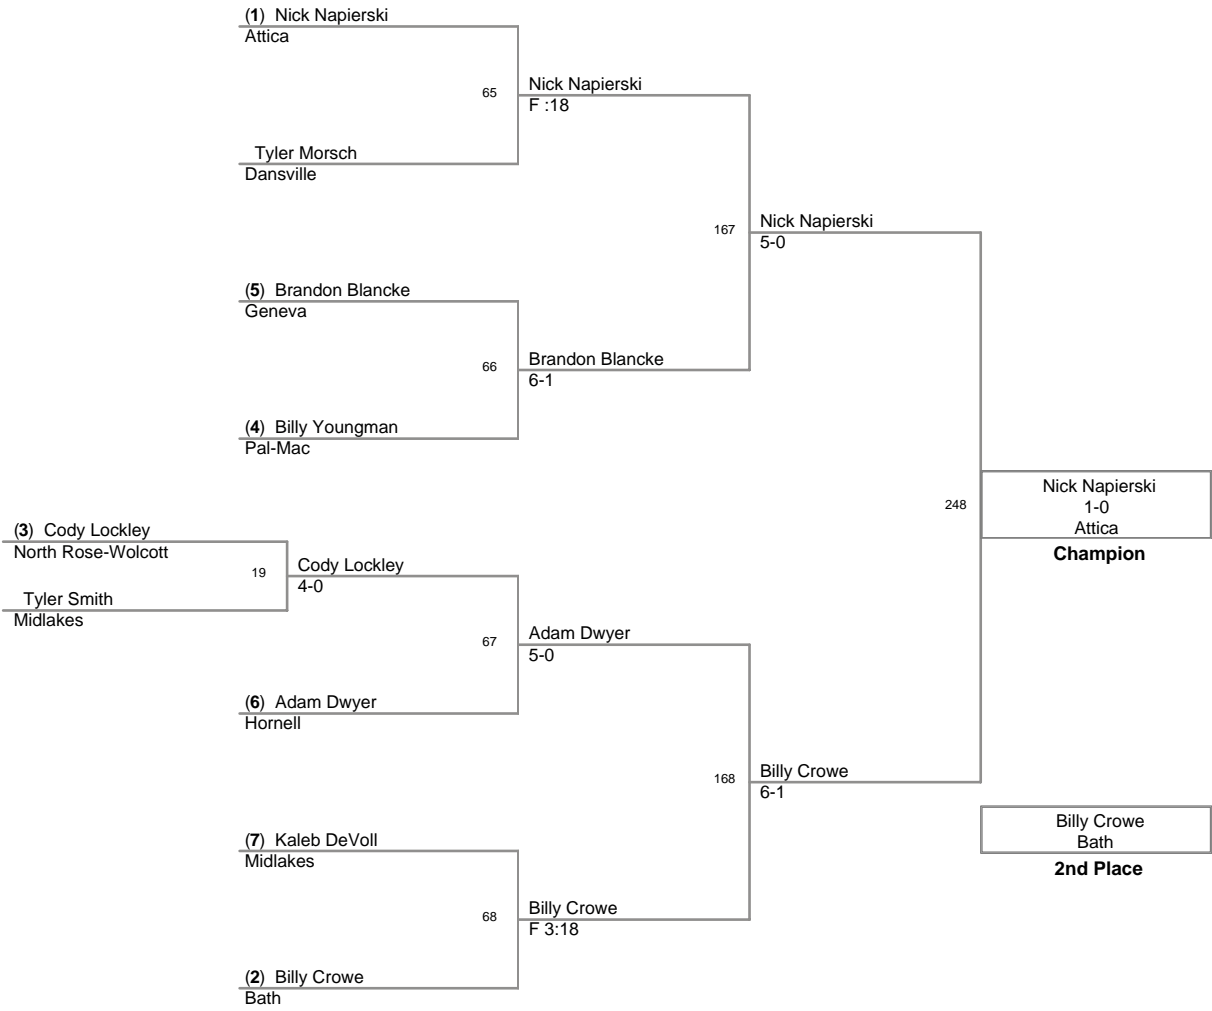 (1) Nick Napierski
Attica
65
Nick Napierski
F :18
Tyler Morsch
Dansville
167
Nick Napierski
5-0
(5) Brandon Blancke
Geneva
66
Brandon Blancke
6-1
(4) Billy Youngman
Pal-Mac
248
Nick Napierski
1-0
Attica
Champion
(3) Cody Lockley
North Rose-Wolcott
19
Cody Lockley
4-0
Tyler Smith
Midlakes
67
Adam Dwyer
5-0
(6) Adam Dwyer
Hornell
168
Billy Crowe
6-1
Billy Crowe
Bath
2nd Place
(7) Kaleb DeVoll
Midlakes
68
Billy Crowe
F 3:18
(2) Billy Crowe
Bath